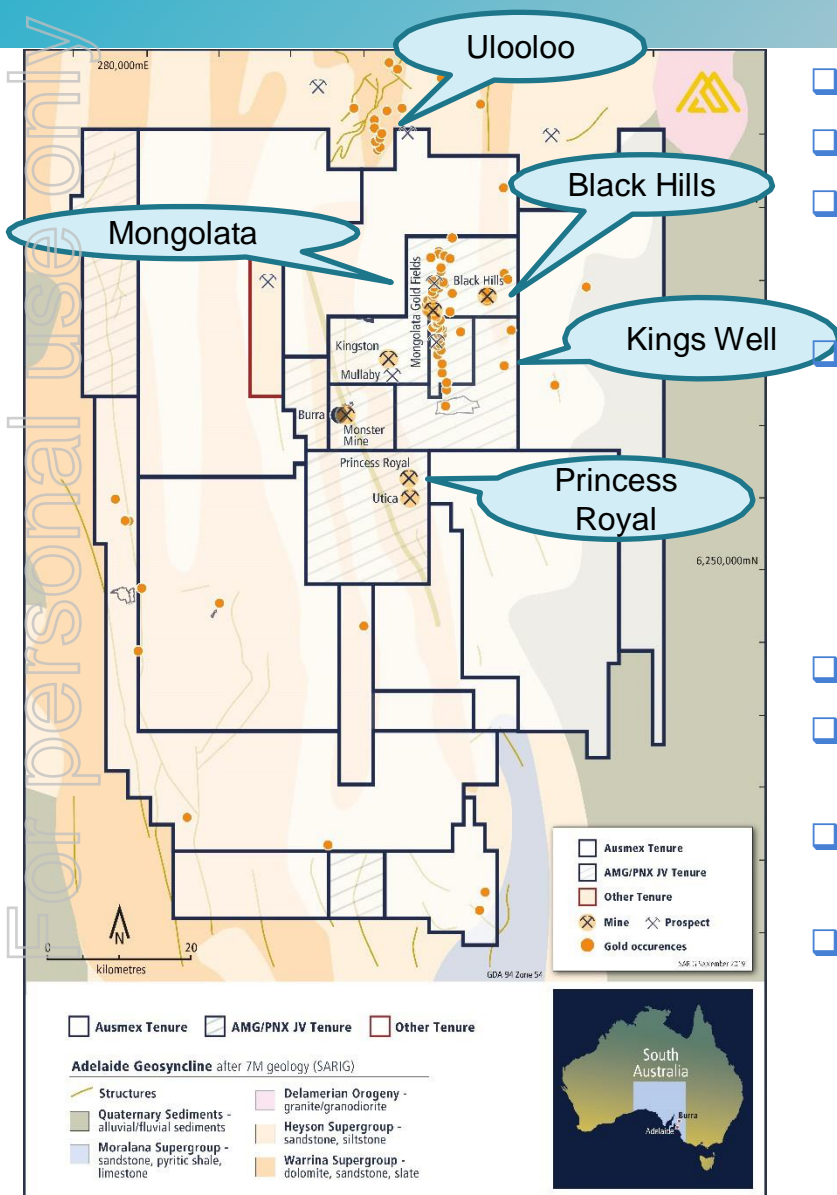 For personal use only
280,000mE
Ulooloo
Black Hills
Mongolata
Mongolata Gold Fields
Black Hills
Kings Well
Kingston
Mullaby
Burra
Monster
Mine
Princess Royal
Utica
Princess
Royal
6,250,000mN
Ausmex Tenure
AMG/PNX JV Tenure
Other Tenure
Mine
Prospect
Gold occurences
SARIG November 2019
N
0
20
kilometres
GDA 94 Zone 54
Ausmex Tenure
AMG/PNX JV Tenure
Other Tenure
Adelaide Geosyncline after 7M geology (SARIG)
Structures
Quaternary Sediments -
alluvial/fluvial sediments
Moralana Supergroup -
sandstone, pyritic shale,
limestone
Delamerian Orogeny -
granite/granodiorite
Heyson Supergroup -
sandstone, siltstone
Warrina Supergroup -
dolomite, sandstone, slate
South
Australia
Burra
Adelaide